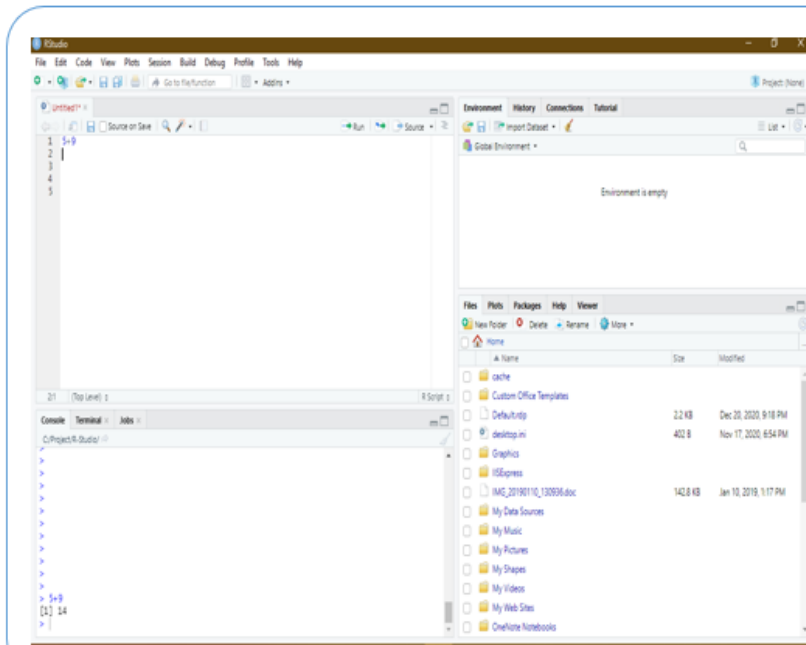 RStudio
File Edit Code View Plots Session Build Debug Profile Tools Help
Go to file/function Addins
Project: (None)
Untitled1*
Source on Save Run Source
1 5+9
2
3
4
5
2:1 (Top Level) R Script
Console Terminal Jobs
C:/Project/R-Studio/
>
>
>
>
>
>
>
>
>
>
>
>
> 5+9
[1] 14
>
Environment History Connections Tutorial
Import Dataset List
Global Environment
Environment is empty
Files Plots Packages Help Viewer
New Folder Delete Rename More
Home
Name Size Modified
cache
Custom Office Templates
Default.rdp 2.2 KB Dec 20, 2020, 9:18 PM
desktop.ini 402 B Nov 17, 2020, 6:54 PM
Graphics
IISExpress
IMG_20190110_130936.doc 142.8 KB Jan 10, 2019, 1:17 PM
My Data Sources
My Music
My Pictures
My Shapes
My Videos
My Web Sites
OneNote Notebooks